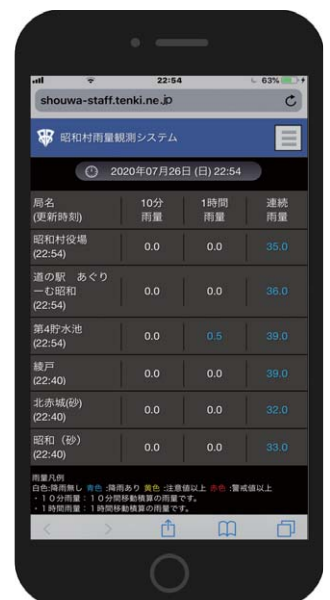 22:54
63%
shouwa-staff.tenki.ne.jp
昭和村雨量観測システム
2020年07月26日 (日) 22:54
局名 10分 1時間 連続
(更新時刻) 雨量 雨量 雨量
昭和村役場
(22:54) 0.0 0.0 35.0
道の駅 あぐり
ーむ昭和 0.0 0.0 36.0
(22:54)
第4貯水池
(22:54) 0.0 0.5 39.0
綾戸
(22:40) 0.0 0.0 39.0
北赤城(砂)
(22:40) 0.0 0.0 32.0
昭和(砂)
(22:40) 0.0 0.0 33.0
雨量凡例
白色:降雨無し 青色:降雨あり 黄色:注意値以上 赤色:警戒値以上
・10分雨量:10分間移動積算の雨量です。
・1時間雨量:1時間移動積算の雨量です。